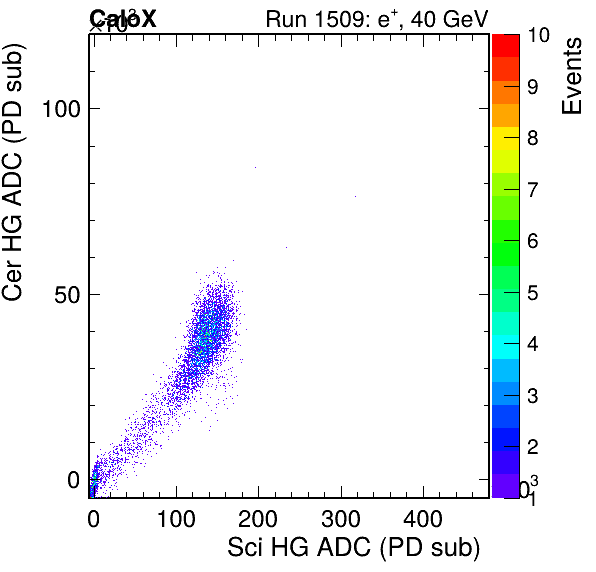 CaloX
×10³
Run 1509: e⁺, 40 GeV
Cer HG ADC (PD sub)
100
50
0
0 100 200 300 400
Sci HG ADC (PD sub)
Events
10
9
8
7
6
5
4
3
2
1